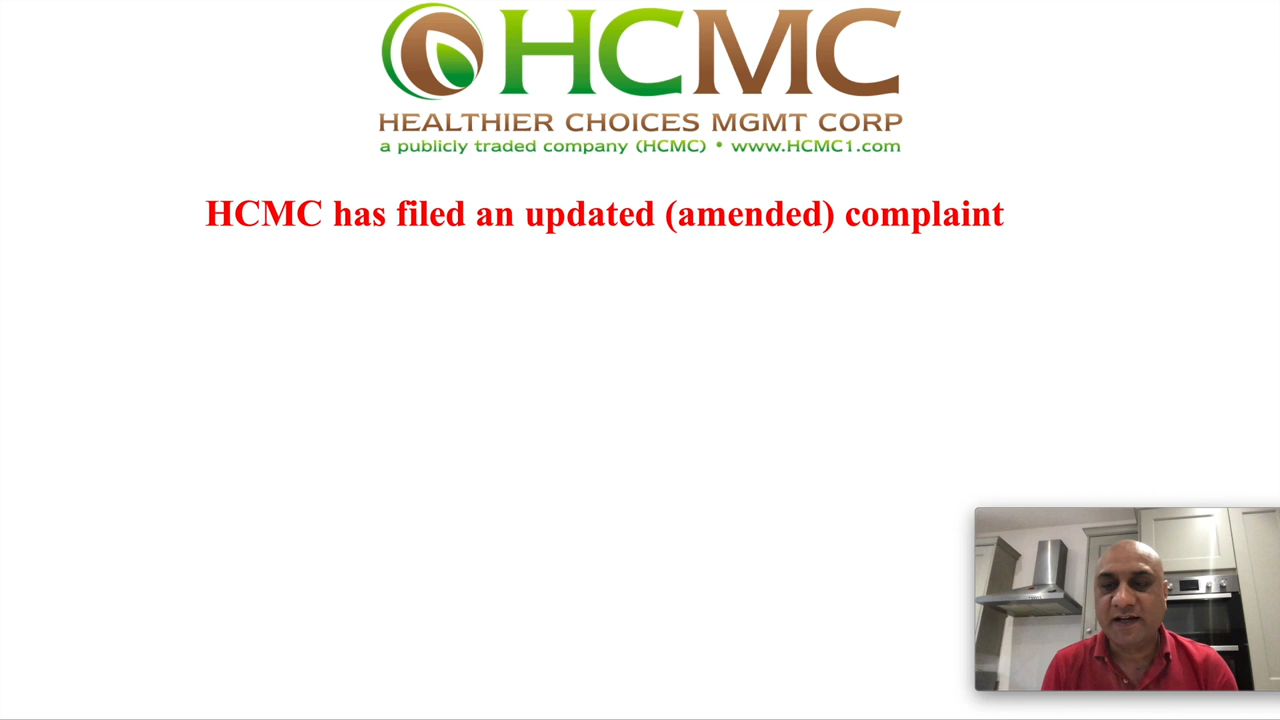 HCMC
HEALTHIER CHOICES MGMT CORP
a publicly traded company (HCMC) • www.HCMC1.com
HCMC has filed an updated (amended) complaint